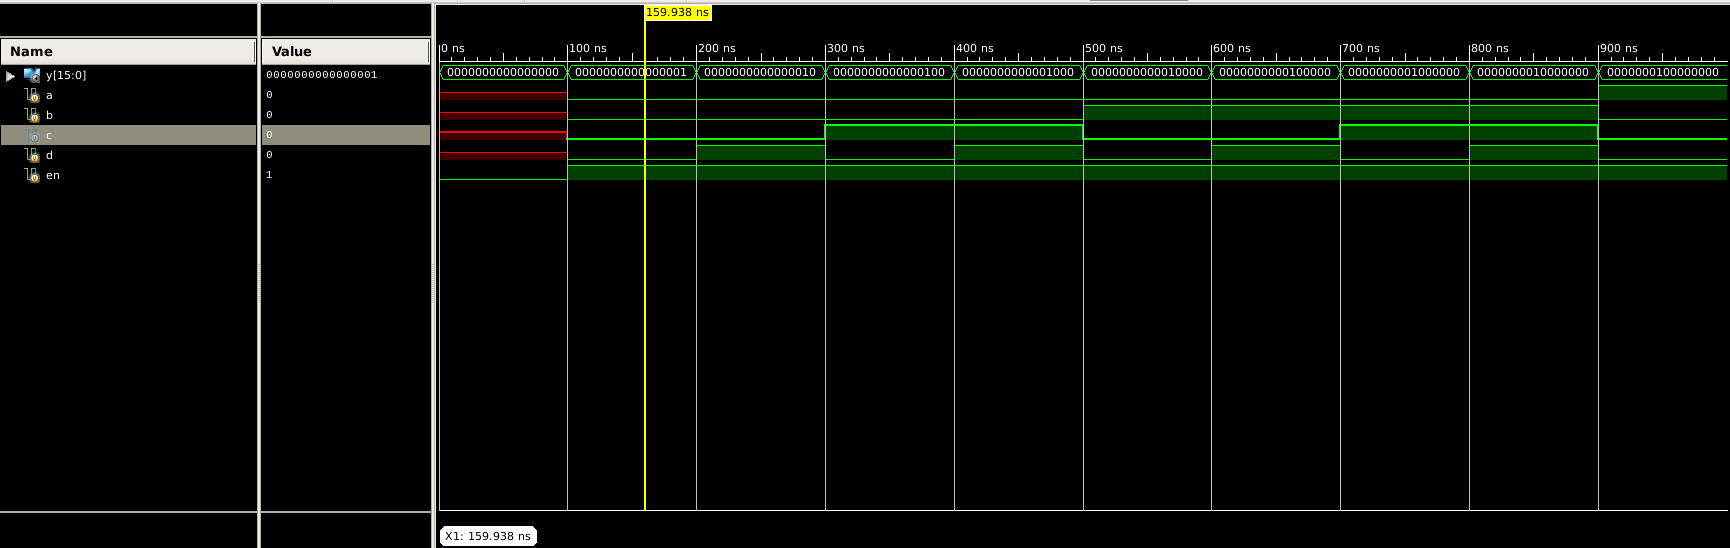 159.938 ns
Name Value
0 ns 100 ns 200 ns 300 ns 400 ns 500 ns 600 ns 700 ns 800 ns 900 ns
y[15:0] 0000000000000001 0000000000000000 0000000000000001 0000000000000010 0000000000000100 0000000000001000 0000000000010000 0000000000100000 0000000001000000 0000000010000000 0000000100000000
a 0
b 0
c 0
d 0
en 1
X1: 159.938 ns